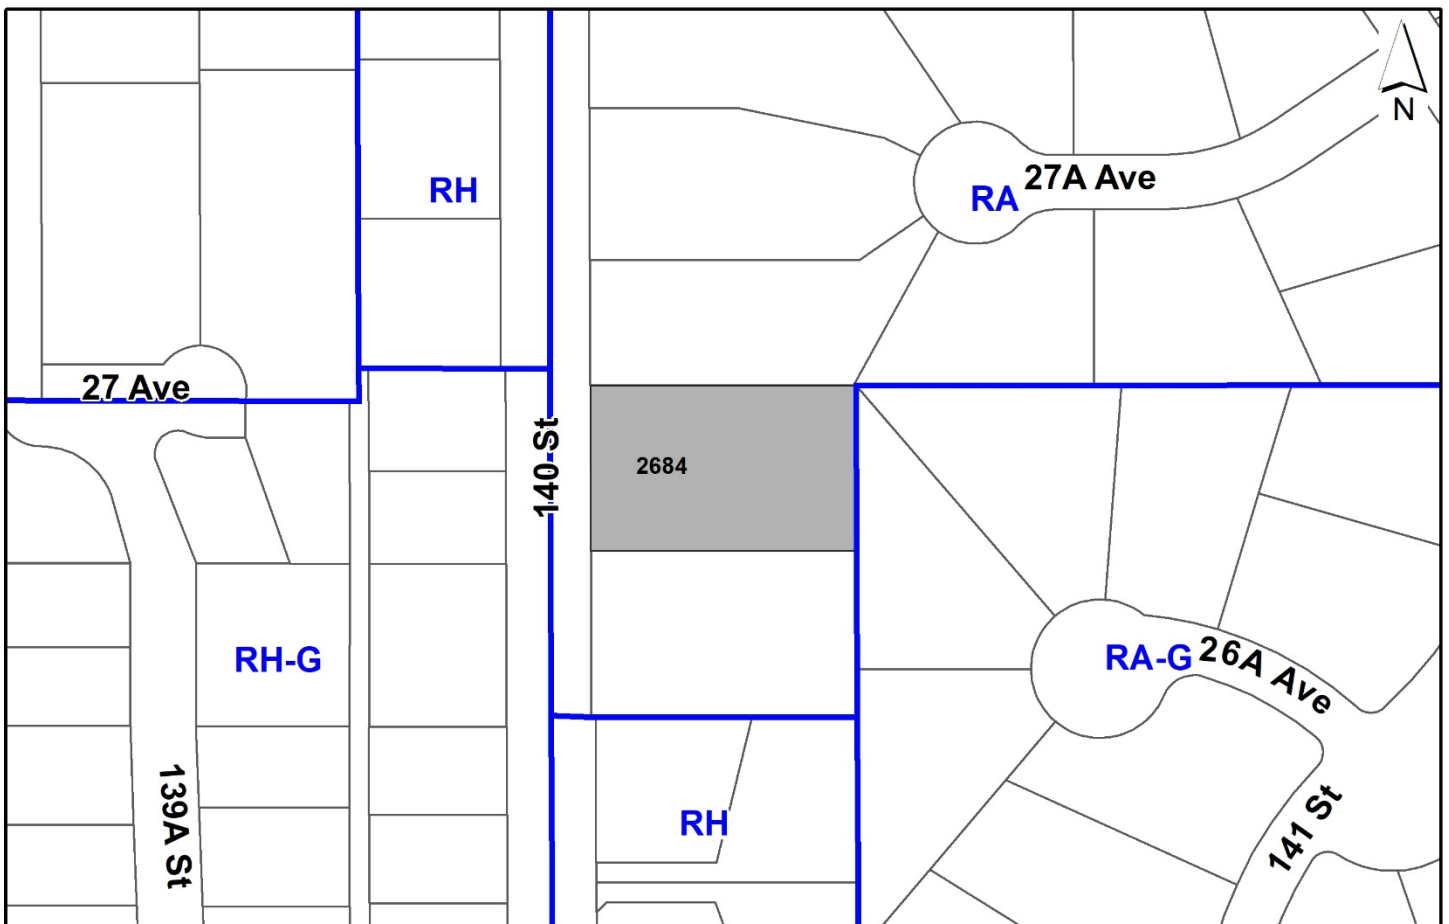 N
RH
27A Ave
RA
27 Ave
140 St
2684
RH-G
RA-G
26A Ave
139A St
RH
141 St